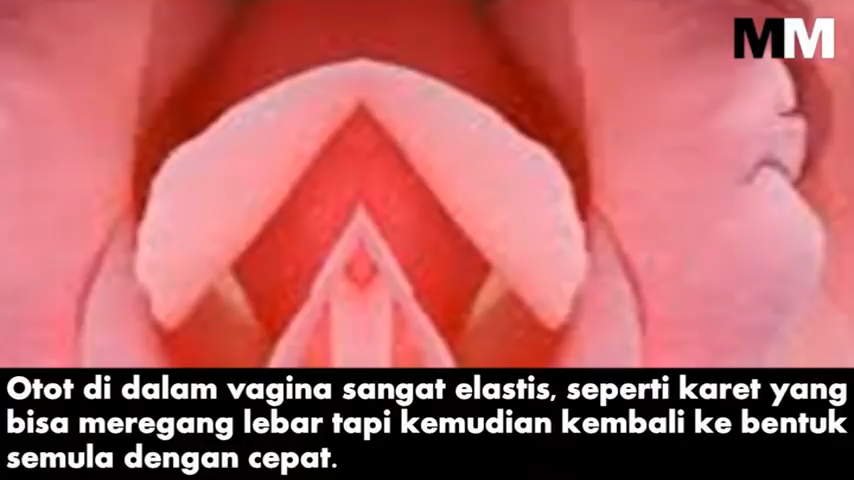 MM
Otot di dalam vagina sangat elastis, seperti karet yang
bisa meregang lebar tapi kemudian kembali ke bentuk
semula dengan cepat.